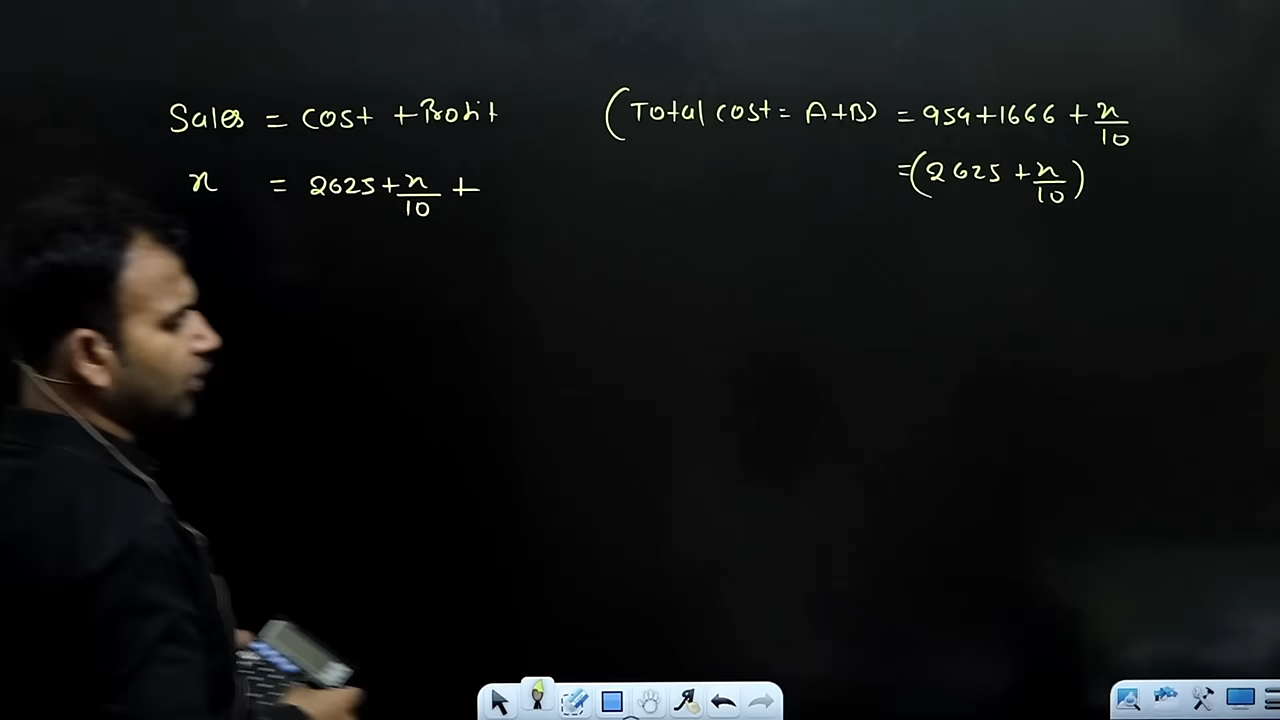 Sales = Cost + Profit
x = 2625 + x/10 +
(Total cost = A+B) = 959+1666 + x/10
=(2625 + x/10)